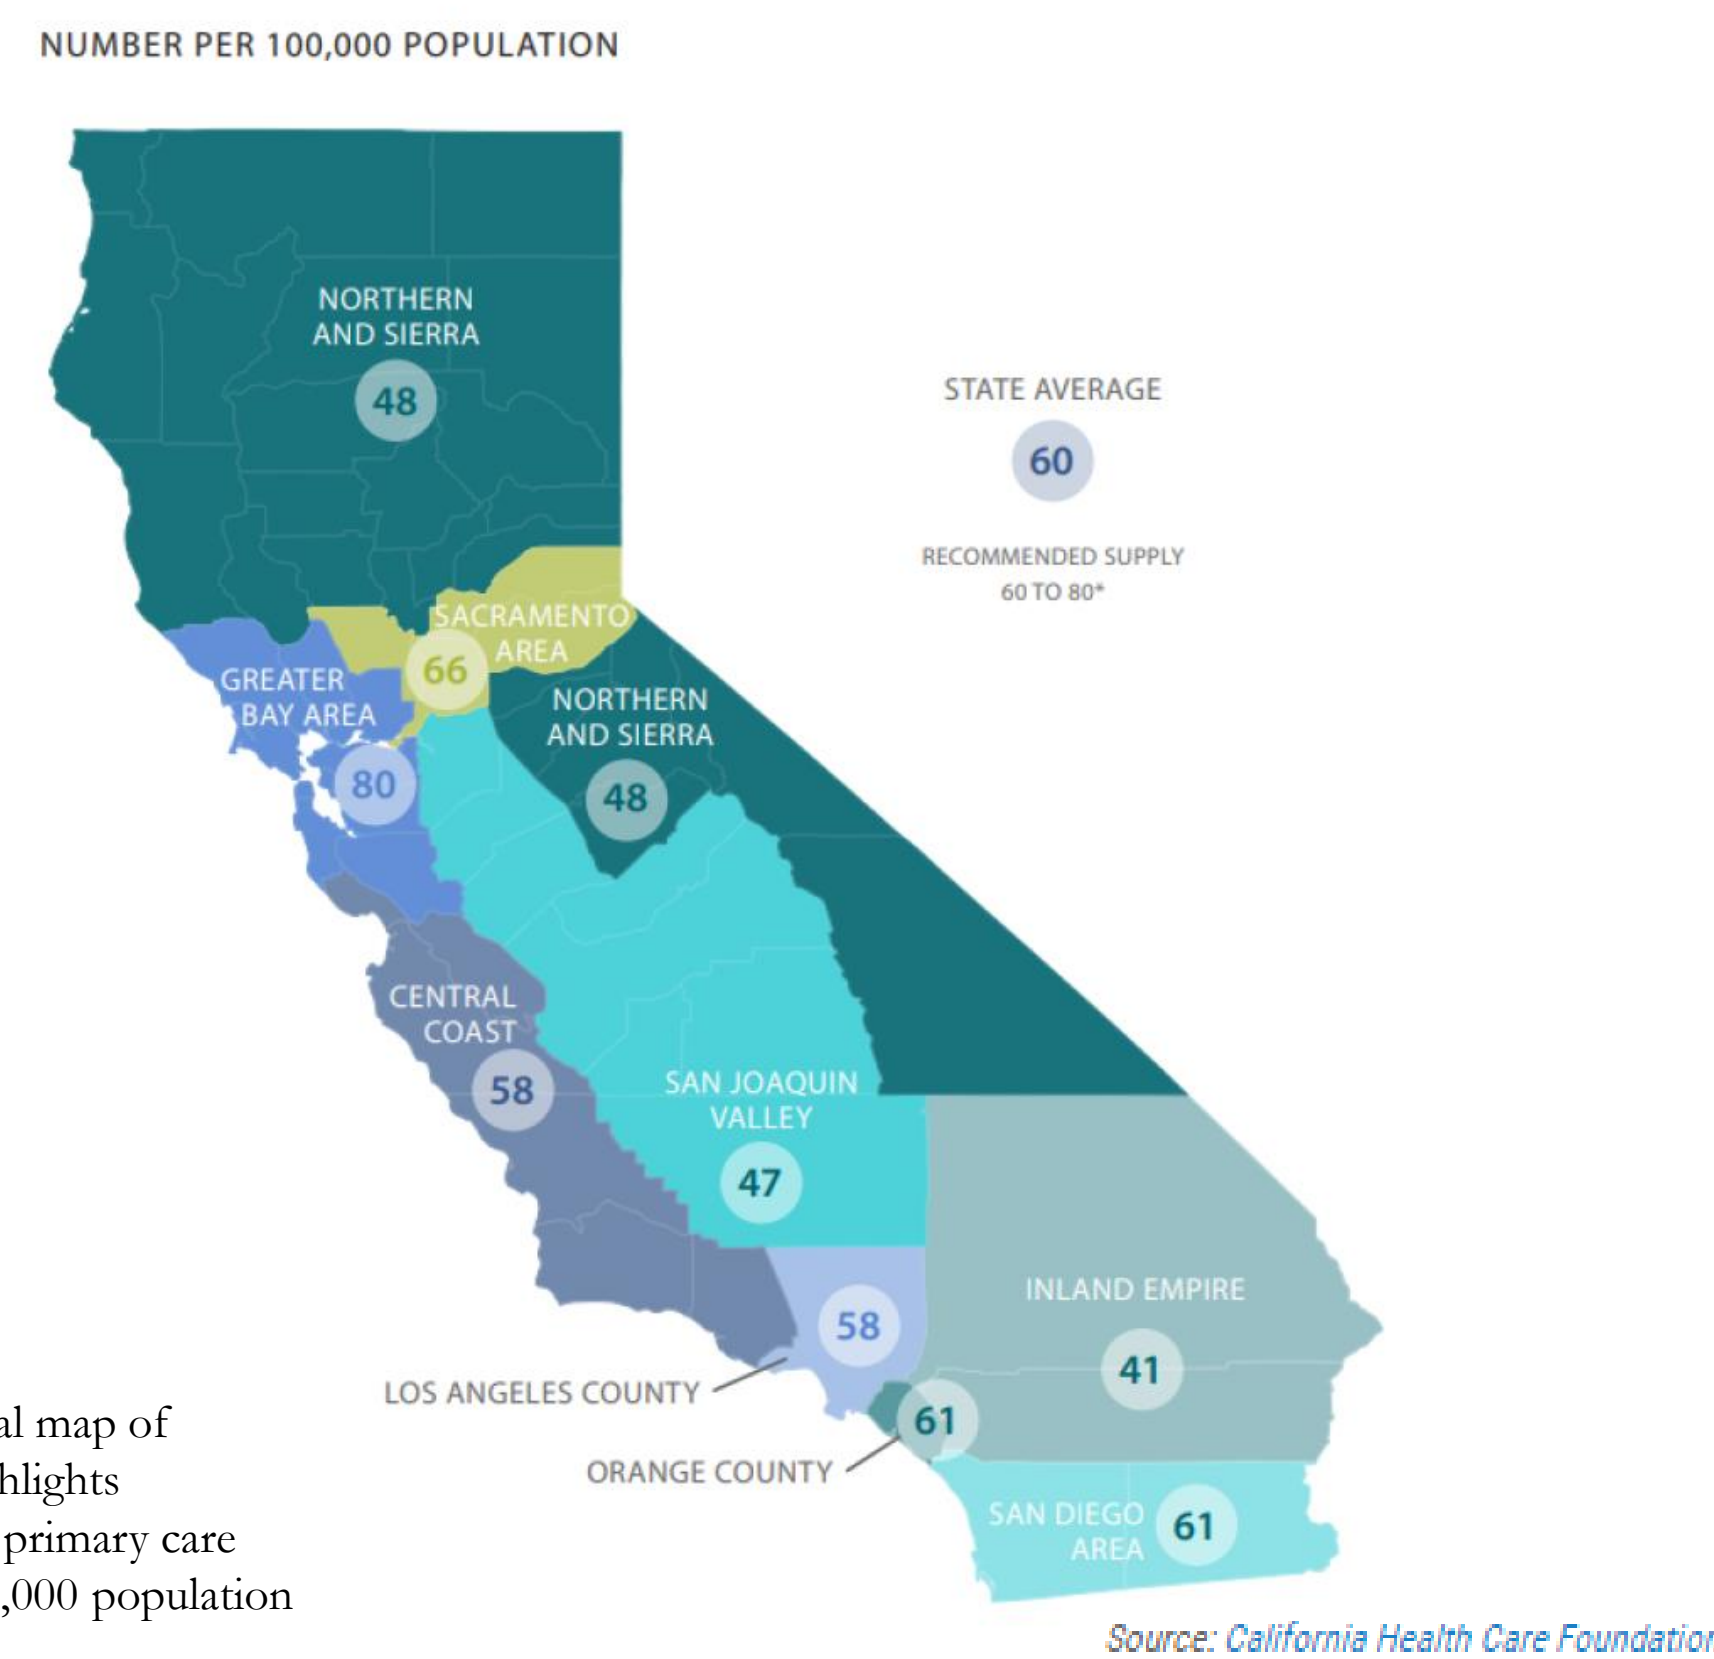 NUMBER PER 100,000 POPULATION
NORTHERN
AND SIERRA
48
STATE AVERAGE
60
RECOMMENDED SUPPLY
60 TO 80*
SACRAMENTO
AREA
66
GREATER
BAY AREA
80
NORTHERN
AND SIERRA
48
CENTRAL
COAST
58
SAN JOAQUIN
VALLEY
47
INLAND EMPIRE
41
58
LOS ANGELES COUNTY
61
ORANGE COUNTY
SAN DIEGO
AREA
61
al map of
hlights
primary care
,000 population
Source: California Health Care Foundation